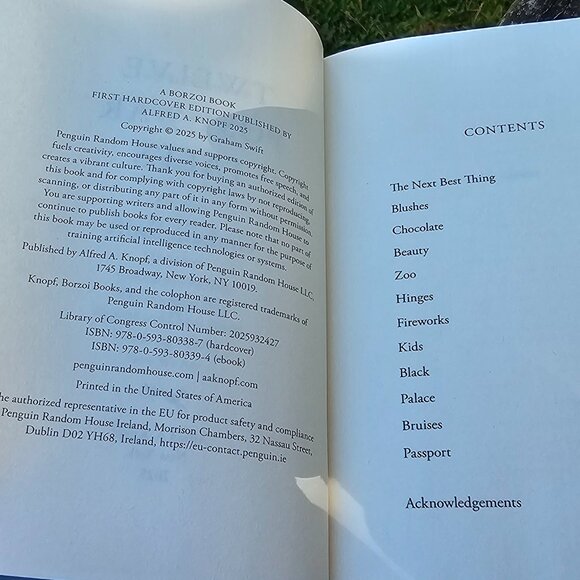 A BORZOI BOOK
FIRST HARDCOVER EDITION PUBLISHED BY
ALFRED A. KNOPF 2025
Copyright © 2025 by Graham Swift
Penguin Random House values and supports copyright. Copyright
fuels creativity, encourages diverse voices, promotes free speech, and
creates a vibrant culture. Thank you for buying an authorized edition of
this book and for complying with copyright laws by not reproducing,
scanning, or distributing any part of it in any form without permission.
You are supporting writers and allowing Penguin Random House to
continue to publish books for every reader. Please note that no part of
this book may be used or reproduced in any manner for the purpose of
training artificial intelligence technologies or systems.
Published by Alfred A. Knopf, a division of Penguin Random House LLC,
1745 Broadway, New York, NY 10019.
Knopf, Borzoi Books, and the colophon are registered trademarks of
Penguin Random House LLC.
Library of Congress Control Number: 2025932427
ISBN: 978-0-593-80338-7 (hardcover)
ISBN: 978-0-593-80339-4 (ebook)
penguinrandomhouse.com | aaknopf.com
Printed in the United States of America
he authorized representative in the EU for product safety and compliance
Penguin Random House Ireland, Morrison Chambers, 32 Nassau Street,
Dublin D02 YH68, Ireland, https://eu-contact.penguin.ie
CONTENTS
The Next Best Thing
Blushes
Chocolate
Beauty
Zoo
Hinges
Fireworks
Kids
Black
Palace
Bruises
Passport
Acknowledgements